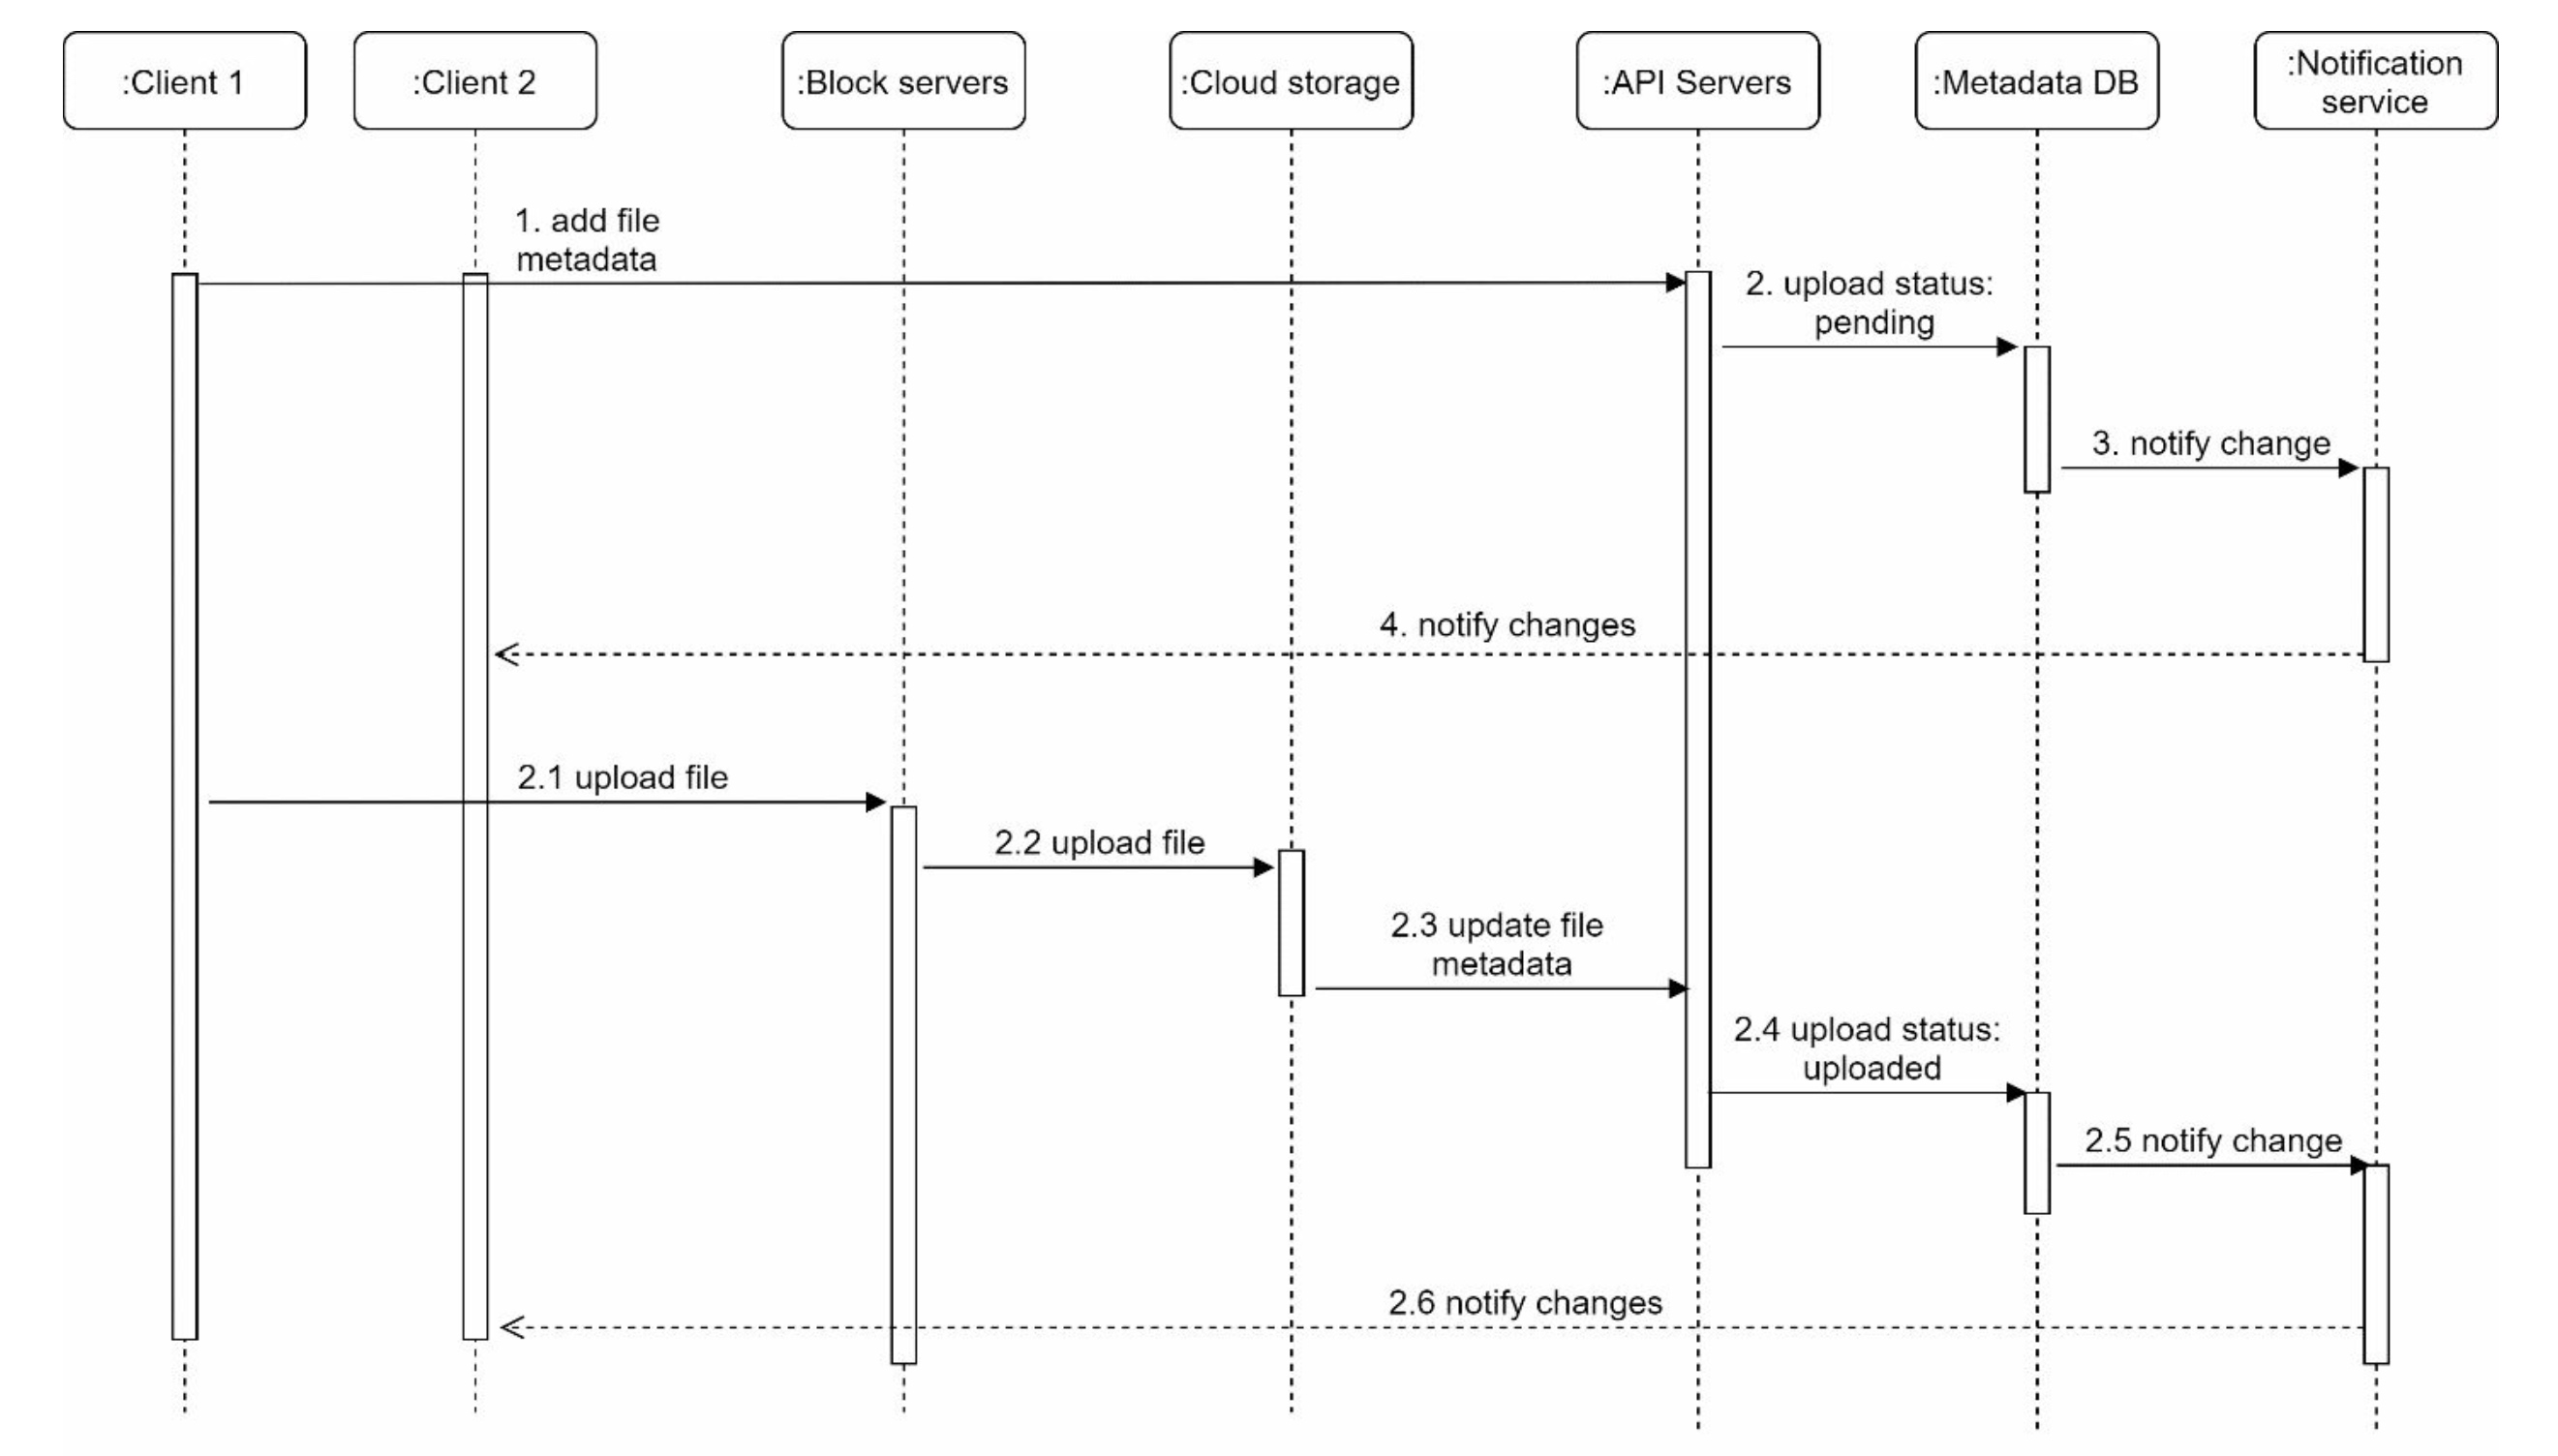 :Client 1
:Client 2
:Block servers
:Cloud storage
:API Servers
:Metadata DB
:Notification
service
1. add file
metadata
2. upload status:
pending
3. notify change
4. notify changes
2.1 upload file
2.2 upload file
2.3 update file
metadata
2.4 upload status:
uploaded
2.5 notify change
2.6 notify changes